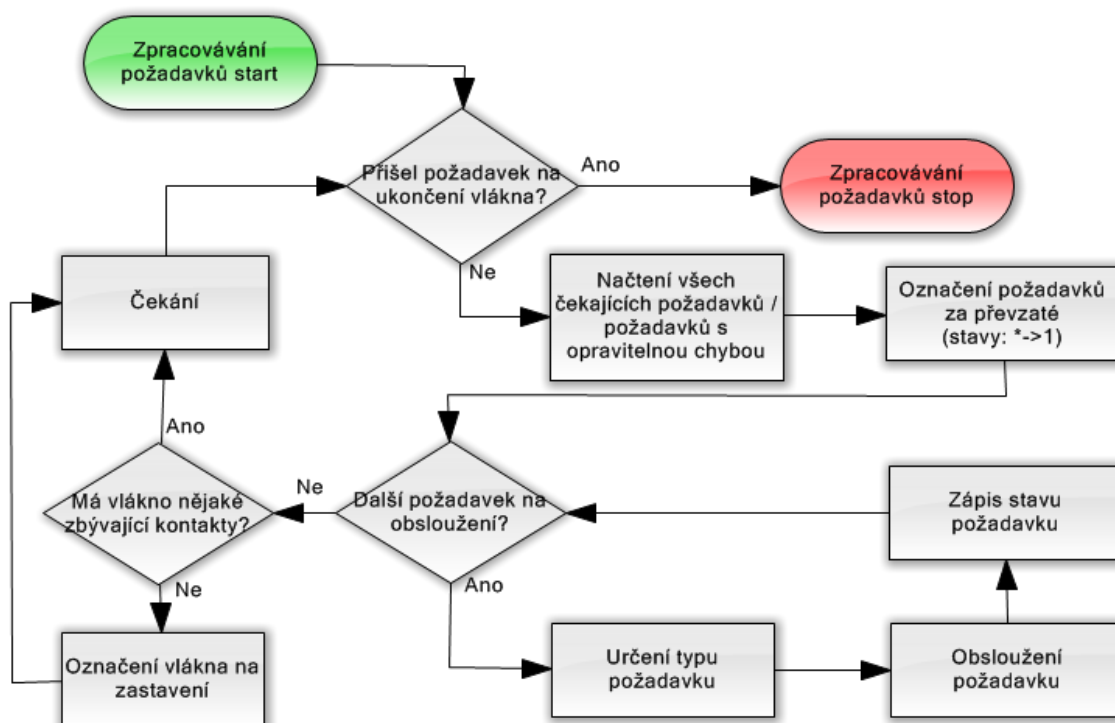 Zpracovávání
požadavků start
Přišel požadavek na
ukončení vlákna?
Ano
Zpracovávání
požadavků stop
Ne
Čekání
Načtení všech
čekajících požadavků /
požadavků s
opravitelnou chybou
Označení požadavků
za převzaté
(stavy: *->1)
Ano
Má vlákno nějaké
zbývající kontakty?
Ne
Další požadavek na
obsloužení?
Zápis stavu
požadavku
Ne
Ano
Označení vlákna na
zastavení
Určení typu
požadavku
Obsloužení
požadavku